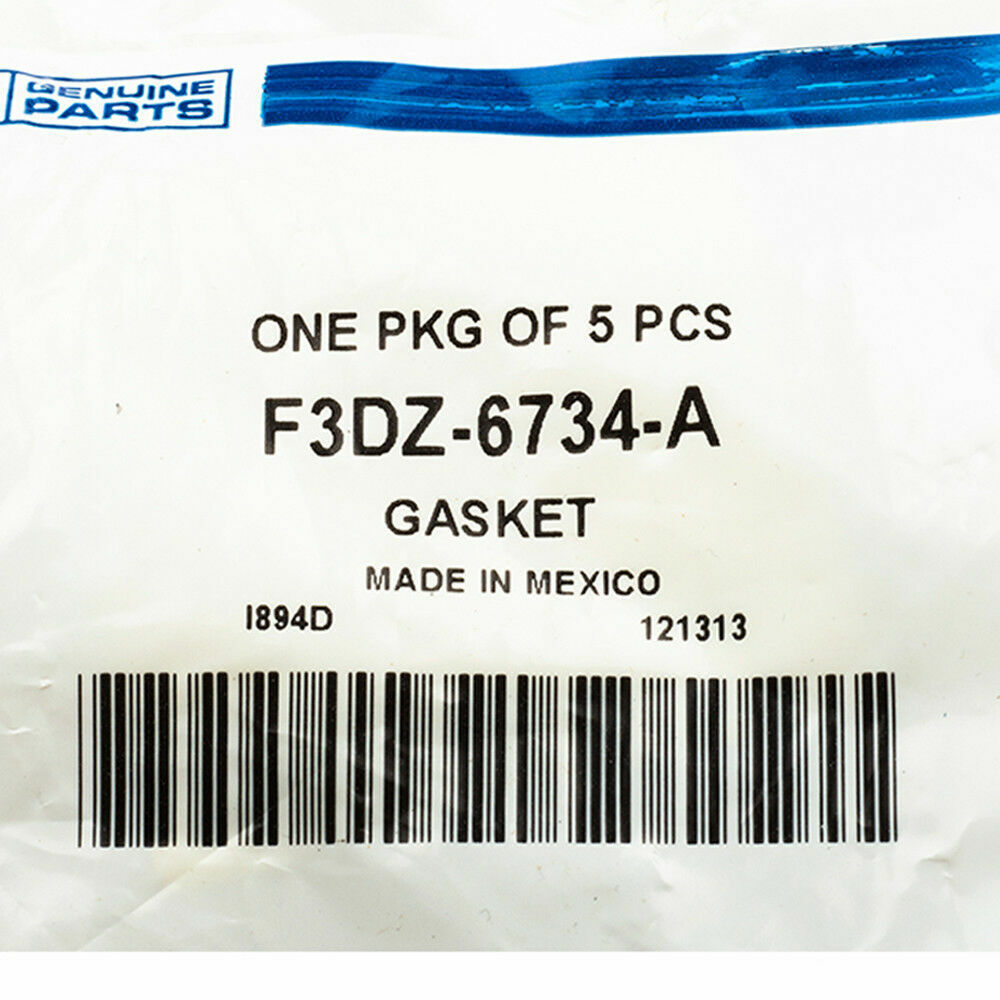 GENUINE
PARTS
ONE PKG OF 5 PCS
F3DZ-6734-A
GASKET
MADE IN MEXICO
I894D 121313